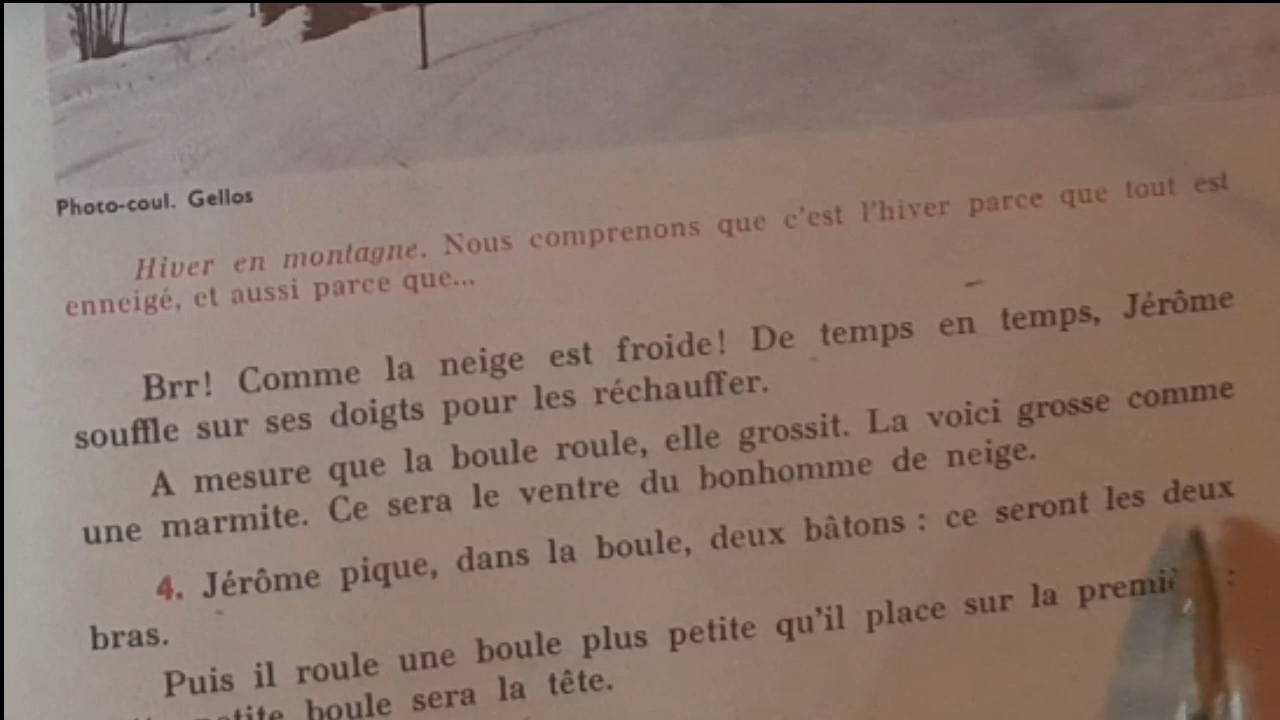 Photo-coul. Gellos
Hiver en montagne. Nous comprenons que c'est l'hiver parce que tout est
enneigé, et aussi parce que...
Brr! Comme la neige est froide! De temps en temps, Jérôme
souffle sur ses doigts pour les réchauffer.
A mesure que la boule roule, elle grossit. La voici grosse comme
une marmite. Ce sera le ventre du bonhomme de neige.
4. Jérôme pique, dans la boule, deux bâtons : ce seront les deux
bras.
Puis il roule une boule plus petite qu'il place sur la :
petite boule sera la tête.